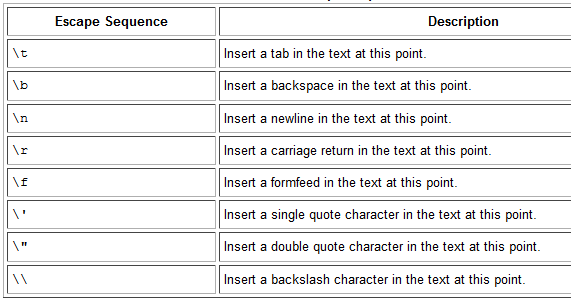 Escape Sequence Description
\t Insert a tab in the text at this point.
\b Insert a backspace in the text at this point.
\n Insert a newline in the text at this point.
\r Insert a carriage return in the text at this point.
\f Insert a formfeed in the text at this point.
\' Insert a single quote character in the text at this point.
\" Insert a double quote character in the text at this point.
\\ Insert a backslash character in the text at this point.